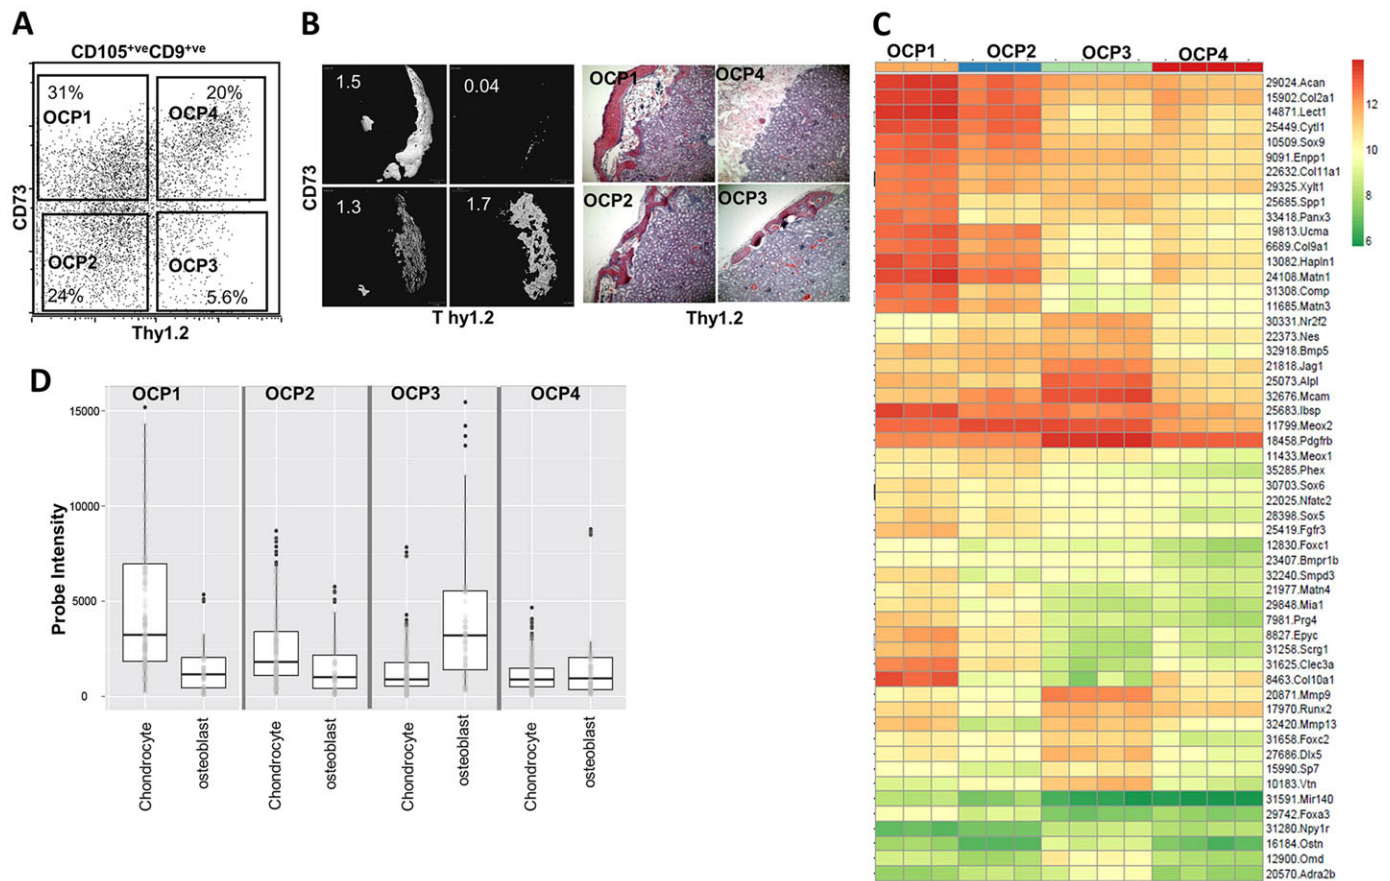 A
CD105+veCD9+ve
31%
OCP1
20%
OCP4
OCP2
24%
OCP3
5.6%
CD73
Thy1.2
B
1.5
0.04
1.3
1.7
CD73
T hy1.2
OCP1
OCP4
OCP2
OCP3
Thy1.2
C
OCP1 OCP2 OCP3 OCP4
29024.Acan
15902.Col2a1
14871.Lect1
25449.Cytl1
10509.Sox9
9091.Enpp1
22632.Col11a1
29325.Xylt1
25685.Spp1
33418.Panx3
19813.Ucma
6689.Col9a1
13082.Hapln1
24108.Matn1
31308.Comp
11685.Matn3
30331.Nr2f2
22373.Nes
32918.Bmp5
21818.Jag1
25073.Alpl
32676.Mcam
25683.Ibsp
11799.Meox2
18458.Pdgfrb
11433.Meox1
35285.Phex
30703.Sox6
22025.Nfatc2
28398.Sox5
25419.Fgfr3
12830.Foxc1
23407.Bmpr1b
32240.Smpd3
21977.Matn4
29848.Mia1
7981.Prg4
8827.Epyc
31258.Scrg1
31625.Clec3a
8463.Col10a1
20871.Mmp9
17970.Runx2
32420.Mmp13
31658.Foxc2
27686.Dlx5
15990.Sp7
10183.Vtn
31591.Mir140
29742.Foxa3
31280.Npy1r
16184.Ostn
12900.Omd
20570.Adra2b
12
10
8
6
D
OCP1 OCP2 OCP3 OCP4
Probe Intensity
15000
10000
5000
0
Chondrocyte
osteoblast
Chondrocyte
osteoblast
Chondrocyte
osteoblast
Chondrocyte
osteoblast